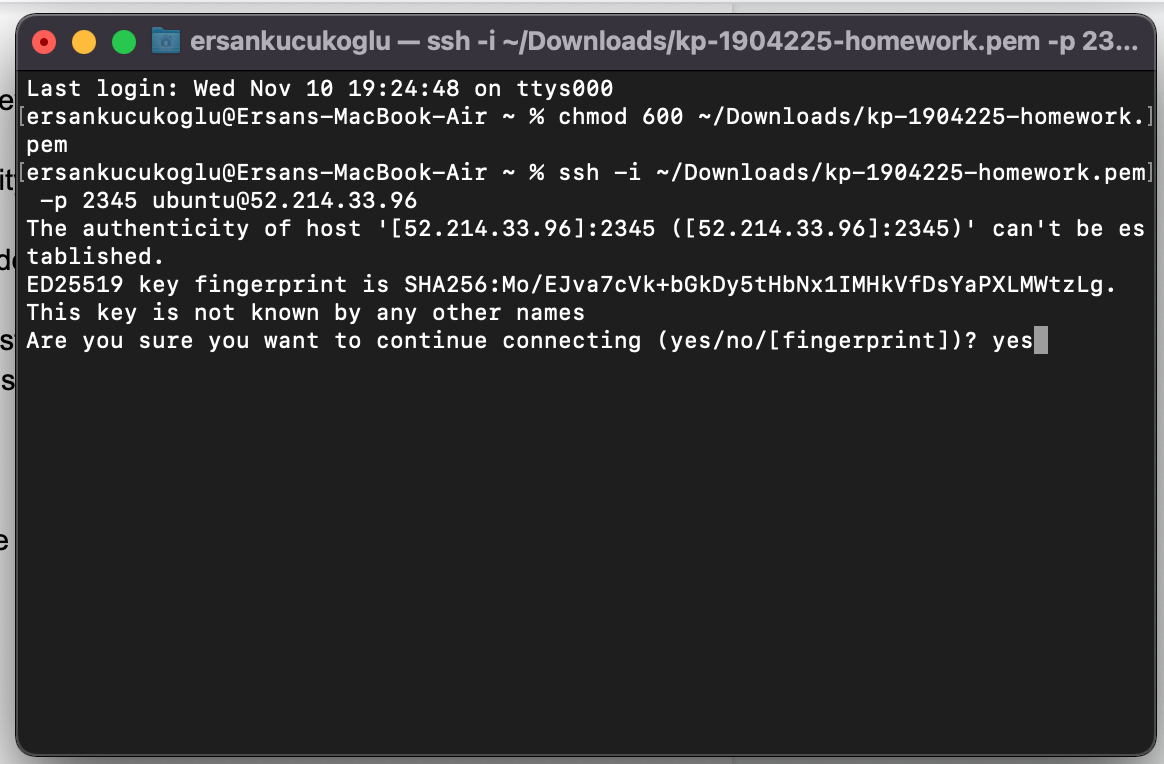 ersankucukoglu — ssh -i ~/Downloads/kp-1904225-homework.pem -p 23...
Last login: Wed Nov 10 19:24:48 on ttys000
[ersankucukoglu@Ersans-MacBook-Air ~ % chmod 600 ~/Downloads/kp-1904225-homework.]
pem
[ersankucukoglu@Ersans-MacBook-Air ~ % ssh -i ~/Downloads/kp-1904225-homework.pem]
-p 2345 ubuntu@52.214.33.96
The authenticity of host '[52.214.33.96]:2345 ([52.214.33.96]:2345)' can't be es
tablished.
ED25519 key fingerprint is SHA256:Mo/EJva7cVk+bGkDy5tHbNx1IMHkVfDsYaPXLMWtzLg.
This key is not known by any other names
Are you sure you want to continue connecting (yes/no/[fingerprint])? yes